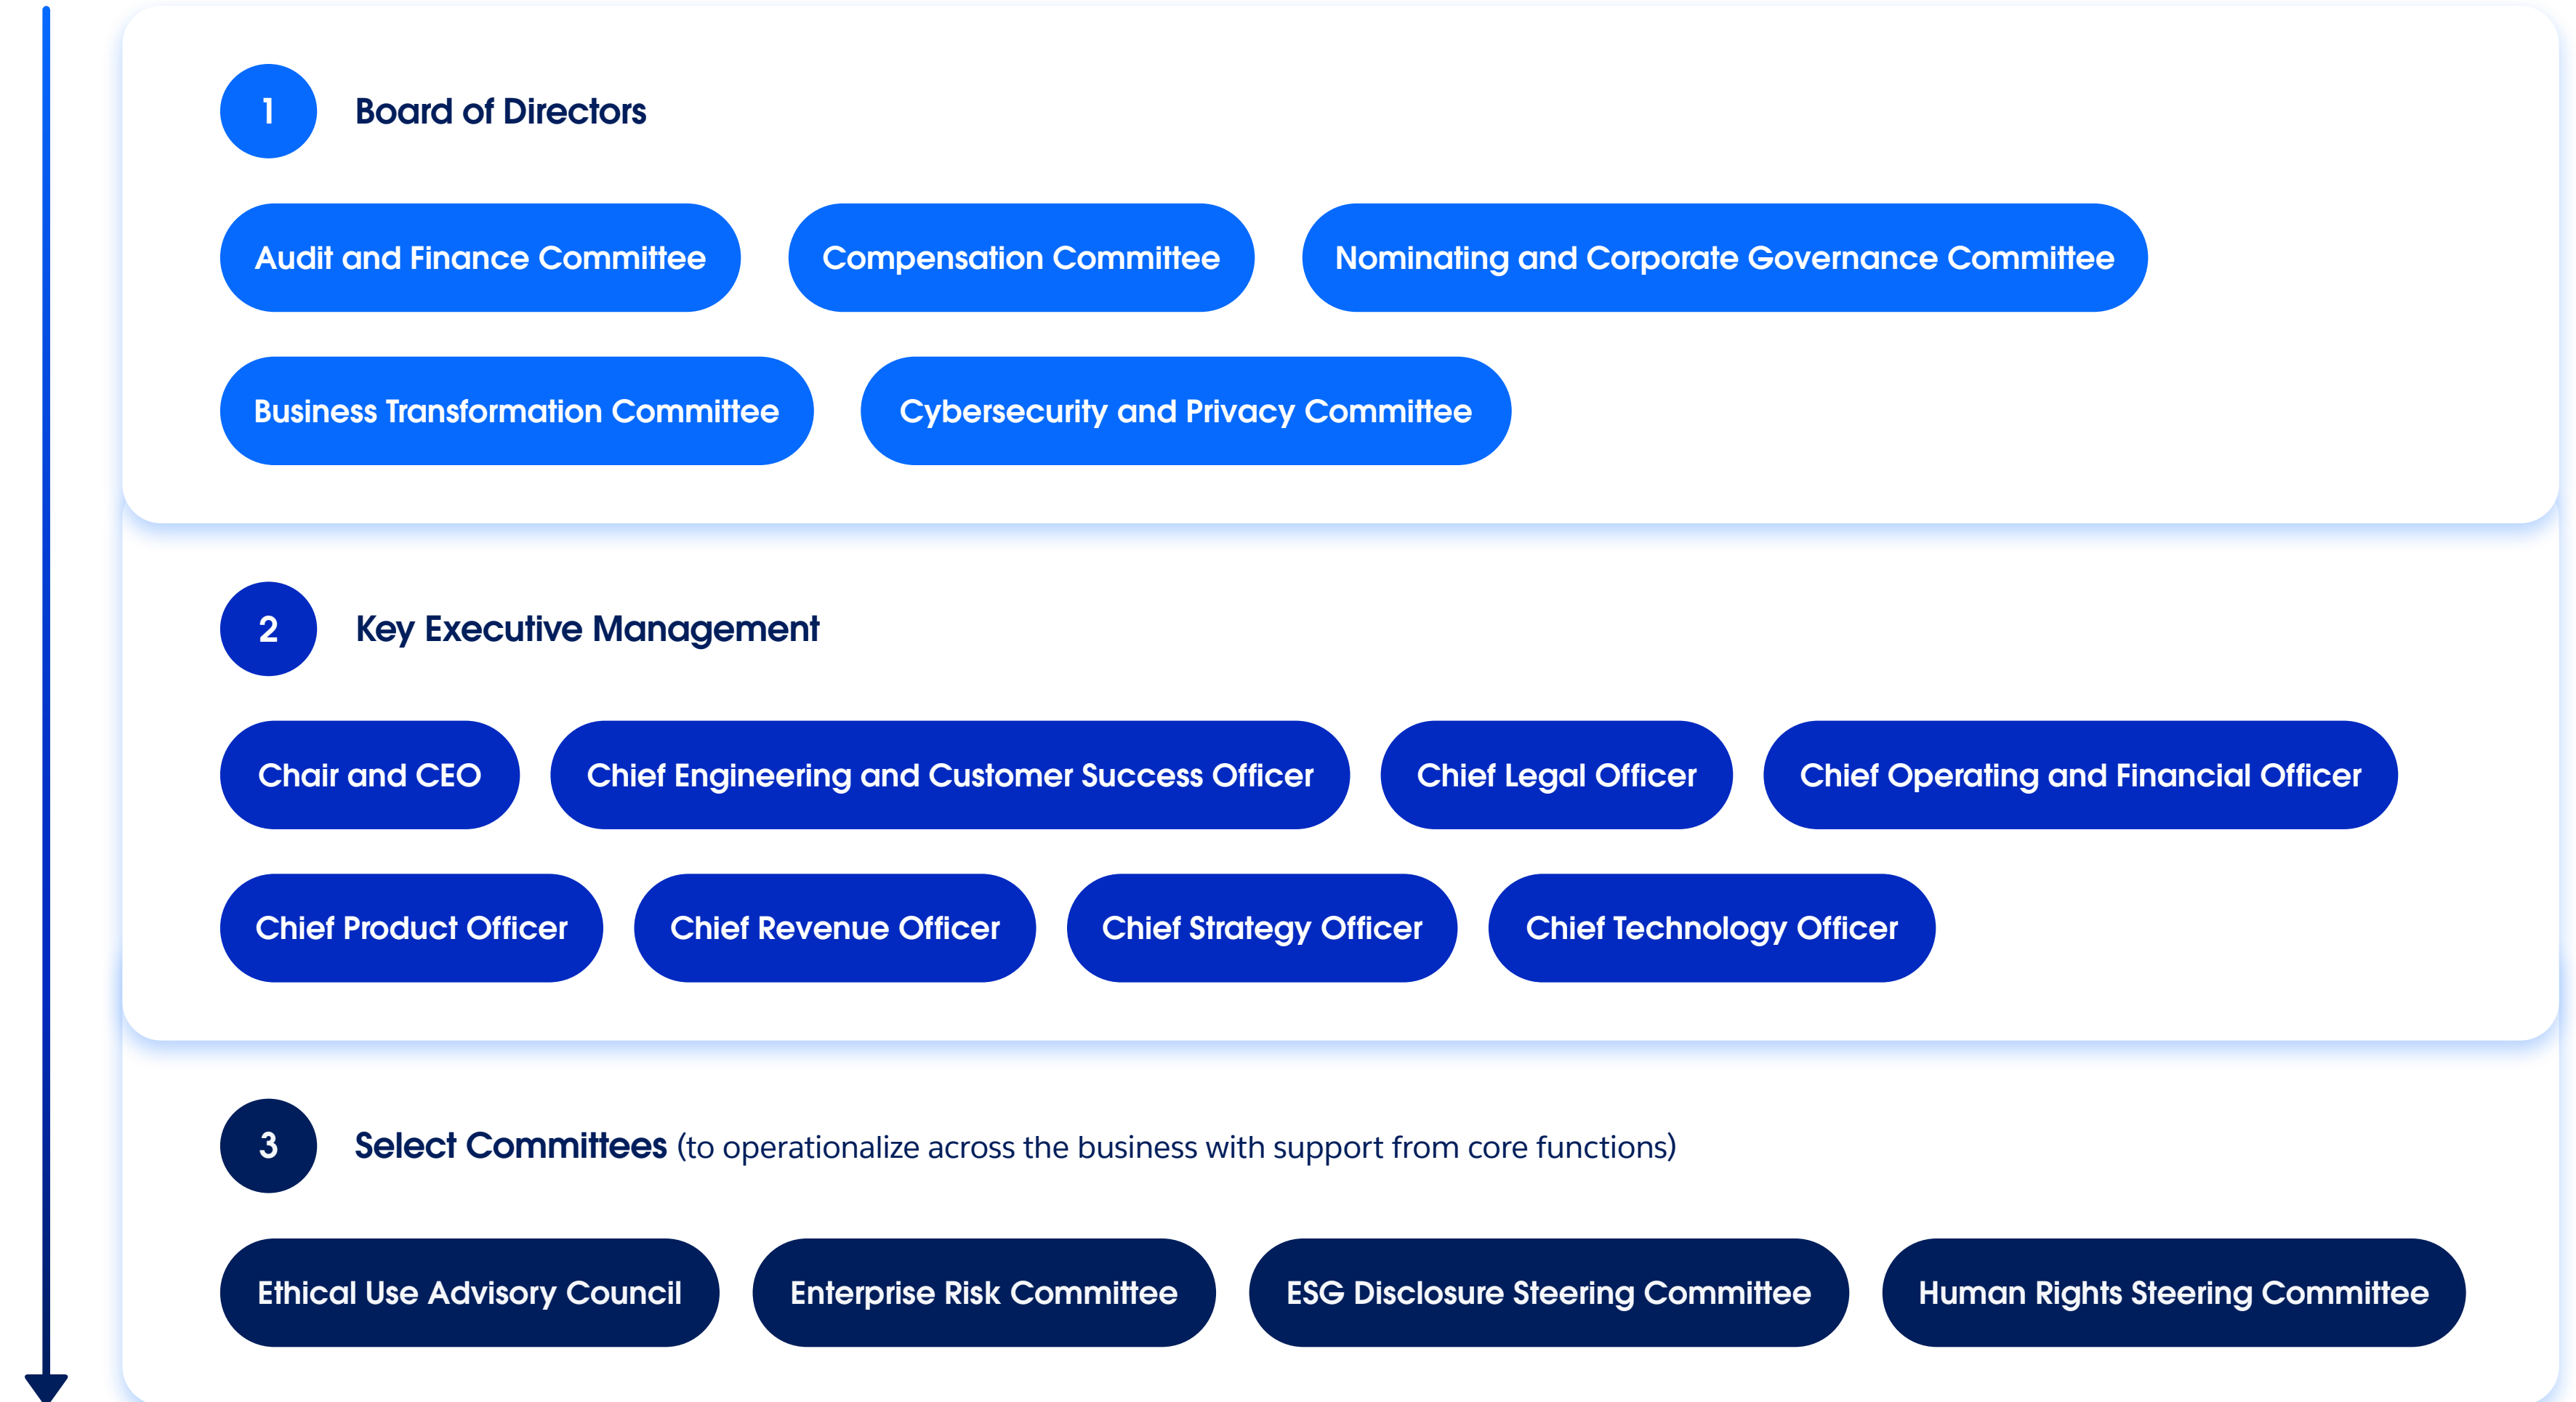 1 Board of Directors
Audit and Finance Committee Compensation Committee Nominating and Corporate Governance Committee
Business Transformation Committee Cybersecurity and Privacy Committee
2 Key Executive Management
Chair and CEO Chief Engineering and Customer Success Officer Chief Legal Officer Chief Operating and Financial Officer
Chief Product Officer Chief Revenue Officer Chief Strategy Officer Chief Technology Officer
3 Select Committees (to operationalize across the business with support from core functions)
Ethical Use Advisory Council Enterprise Risk Committee ESG Disclosure Steering Committee Human Rights Steering Committee